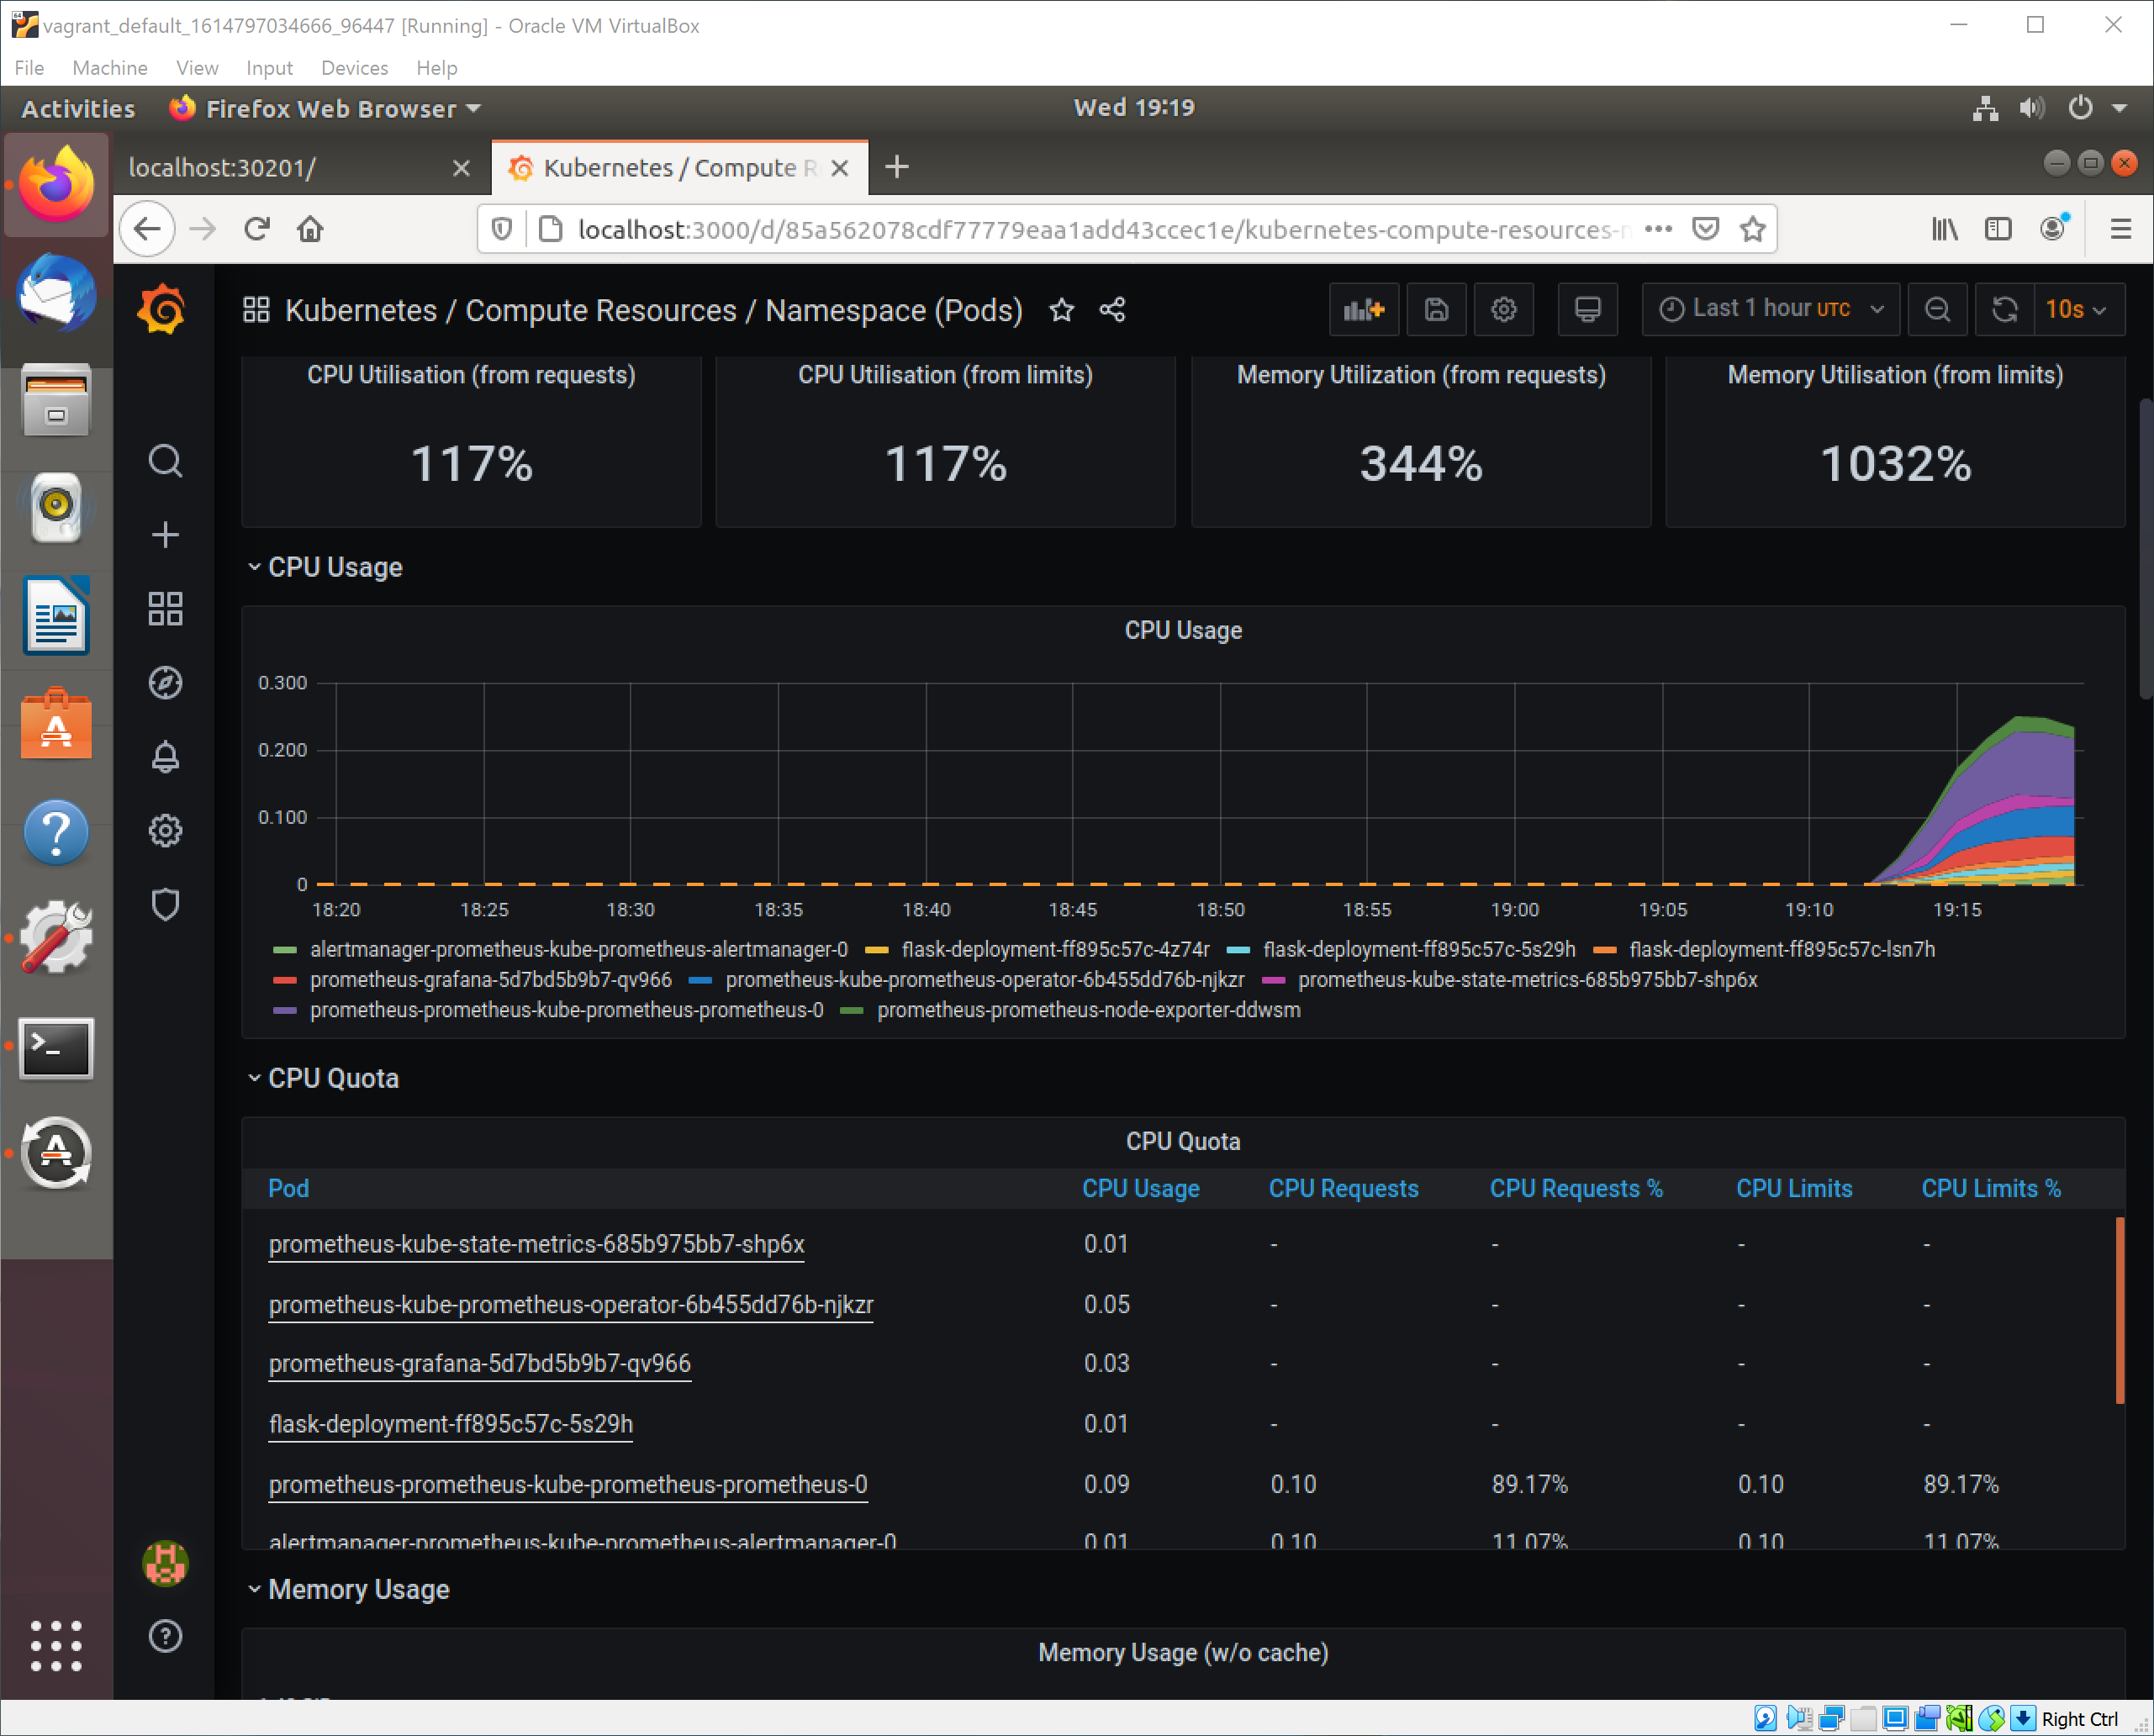 vagrant_default_1614797034666_96447 [Running] - Oracle VM VirtualBox
File Machine View Input Devices Help
Activities Firefox Web Browser Wed 19:19
localhost:30201/ Kubernetes / Compute R
localhost:3000/d/85a562078cdf77779eaa1add43ccec1e/kubernetes-compute-resources-n
Kubernetes / Compute Resources / Namespace (Pods) Last 1 hour UTC 10s
CPU Utilisation (from requests) CPU Utilisation (from limits) Memory Utilization (from requests) Memory Utilisation (from limits)
117% 117% 344% 1032%
CPU Usage
CPU Usage
0.300
0.200
0.100
0
18:20 18:25 18:30 18:35 18:40 18:45 18:50 18:55 19:00 19:05 19:10 19:15
alertmanager-prometheus-kube-prometheus-alertmanager-0 flask-deployment-ff895c57c-4z74r flask-deployment-ff895c57c-5s29h flask-deployment-ff895c57c-lsn7h
prometheus-grafana-5d7bd5b9b7-qv966 prometheus-kube-prometheus-operator-6b455dd76b-njkzr prometheus-kube-state-metrics-685b975bb7-shp6x
prometheus-prometheus-kube-prometheus-prometheus-0 prometheus-prometheus-node-exporter-ddwsm
CPU Quota
CPU Quota
Pod CPU Usage CPU Requests CPU Requests % CPU Limits CPU Limits %
prometheus-kube-state-metrics-685b975bb7-shp6x 0.01 - - - -
prometheus-kube-prometheus-operator-6b455dd76b-njkzr 0.05 - - - -
prometheus-grafana-5d7bd5b9b7-qv966 0.03 - - - -
flask-deployment-ff895c57c-5s29h 0.01 - - - -
prometheus-prometheus-kube-prometheus-prometheus-0 0.09 0.10 89.17% 0.10 89.17%
alertmanager-prometheus-kube-prometheus-alertmanager-0 0.01 0.10 11.07% 0.10 11.07%
Memory Usage
Memory Usage (w/o cache)
Right Ctrl